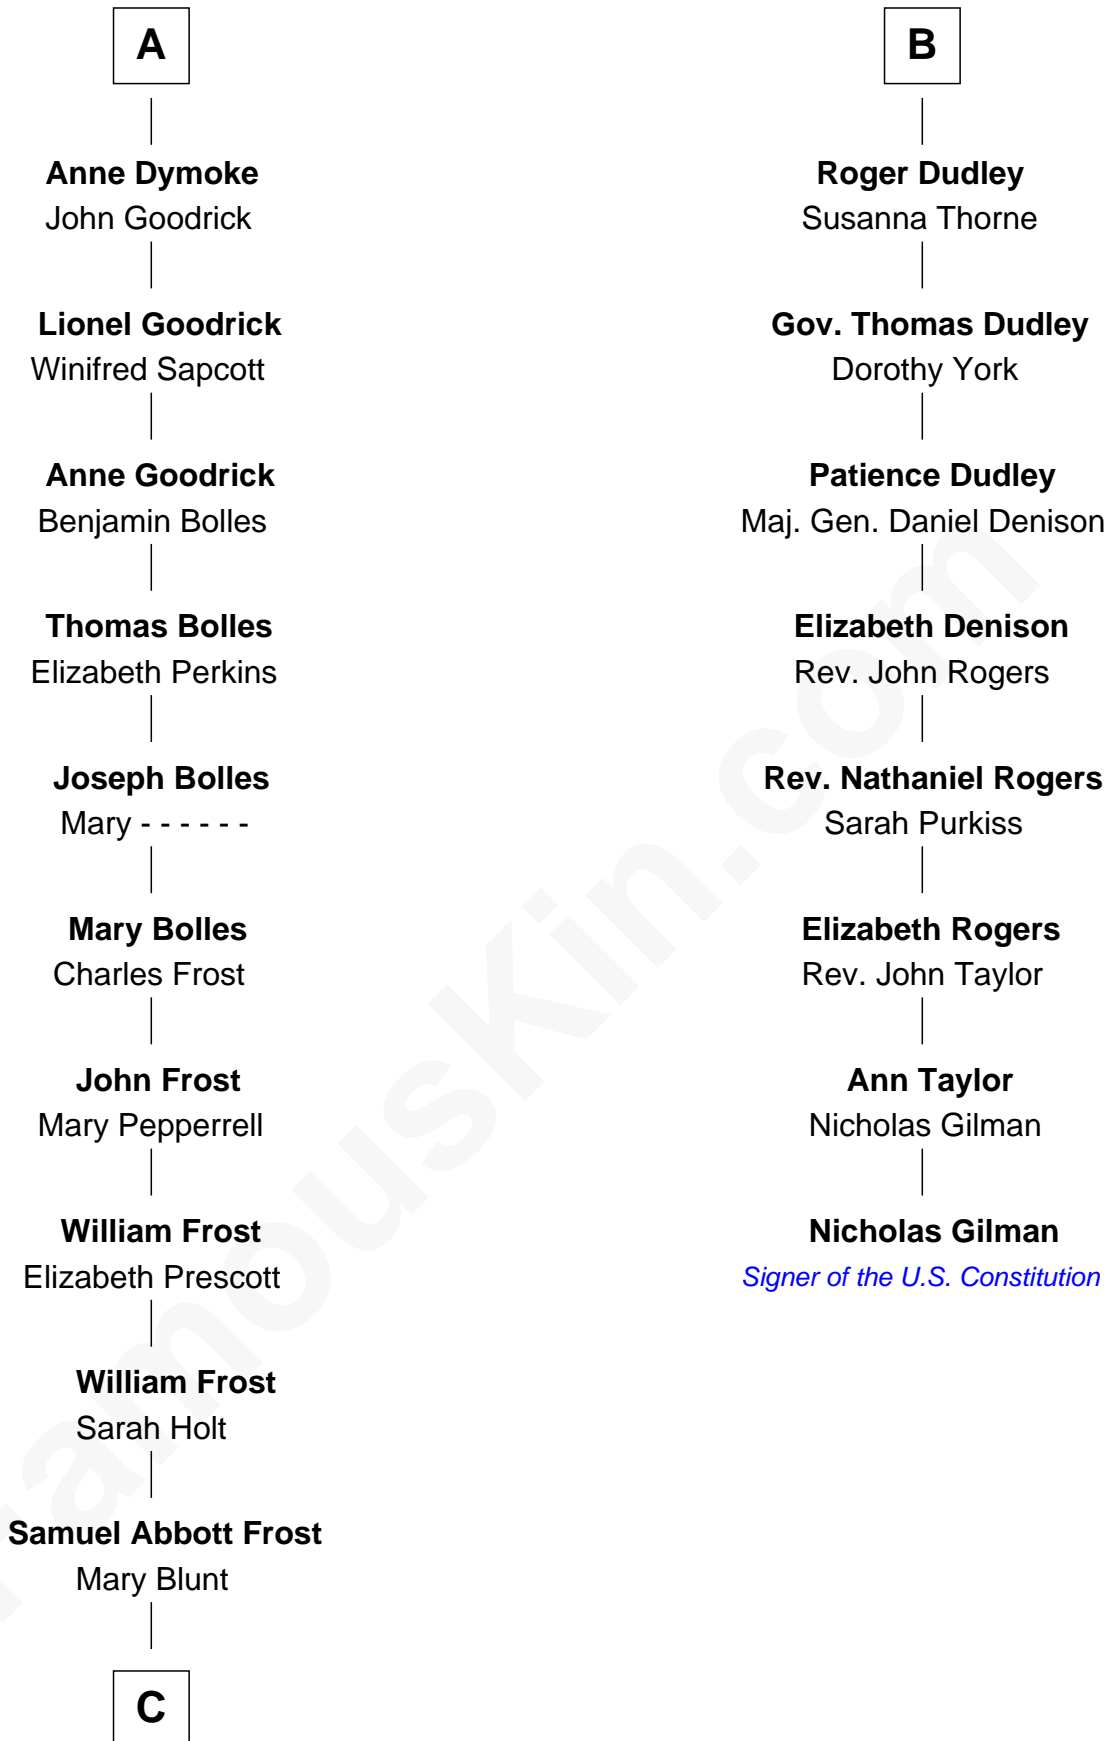 A
Anne Dymoke
John Goodrick
Lionel Goodrick
Winifred Sapcott
Anne Goodrick
Benjamin Bolles
Thomas Bolles
Elizabeth Perkins
Joseph Bolles
Mary - - - - - -
Mary Bolles
Charles Frost
John Frost
Mary Pepperrell
William Frost
Elizabeth Prescott
William Frost
Sarah Holt
Samuel Abbott Frost
Mary Blunt
C
B
Roger Dudley
Susanna Thorne
Gov. Thomas Dudley
Dorothy York
Patience Dudley
Maj. Gen. Daniel Denison
Elizabeth Denison
Rev. John Rogers
Rev. Nathaniel Rogers
Sarah Purkiss
Elizabeth Rogers
Rev. John Taylor
Ann Taylor
Nicholas Gilman
Nicholas Gilman
Signer of the U.S. Constitution
FamousKin.com